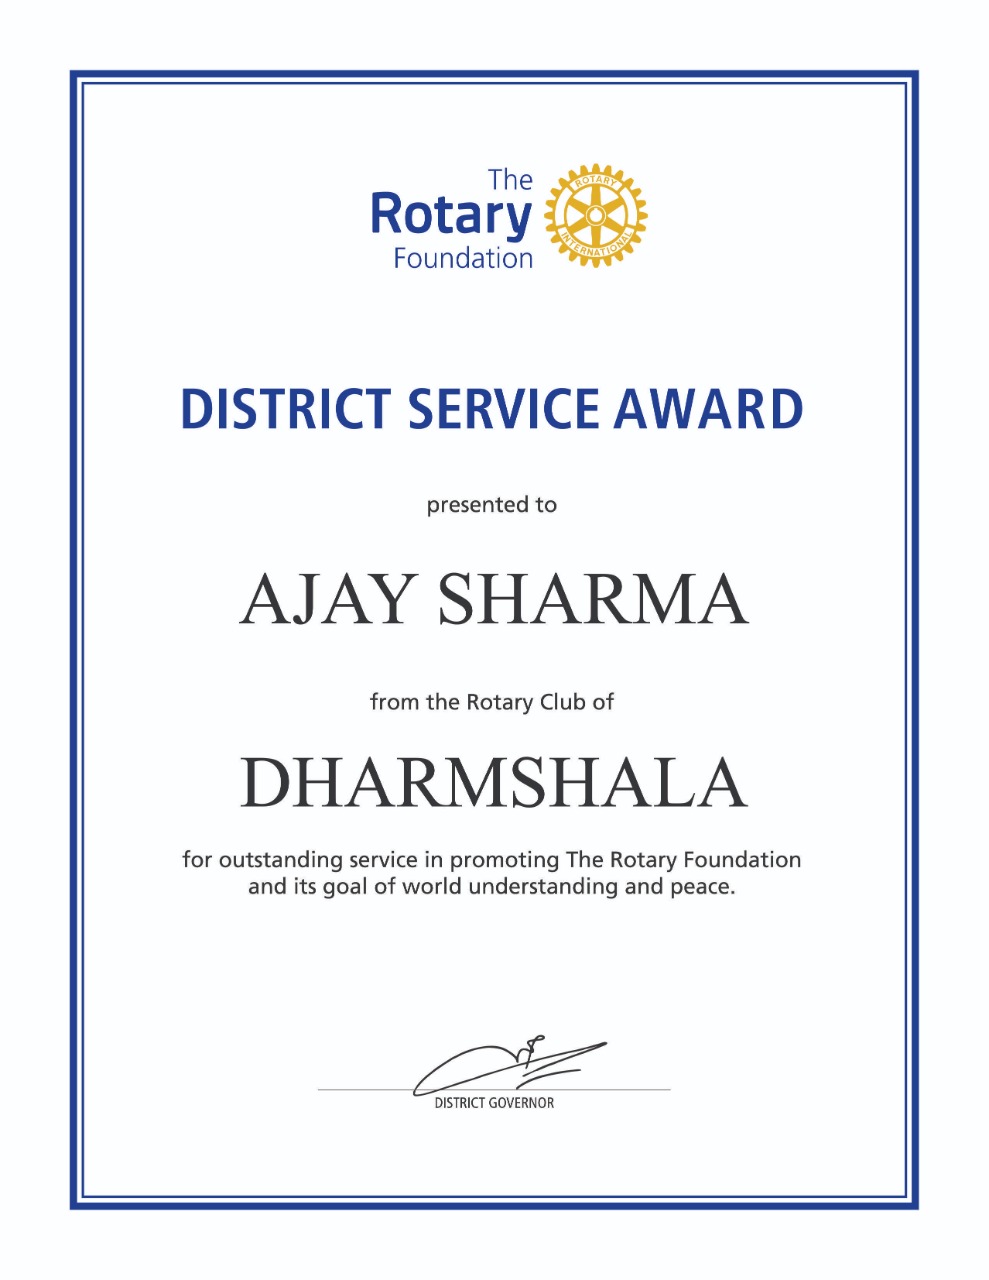 The
Rotary
Foundation
ROTARY
INTERNATIONAL
DISTRICT SERVICE AWARD
presented to
AJAY SHARMA
from the Rotary Club of
DHARMSHALA
for outstanding service in promoting The Rotary Foundation
and its goal of world understanding and peace.
DISTRICT GOVERNOR